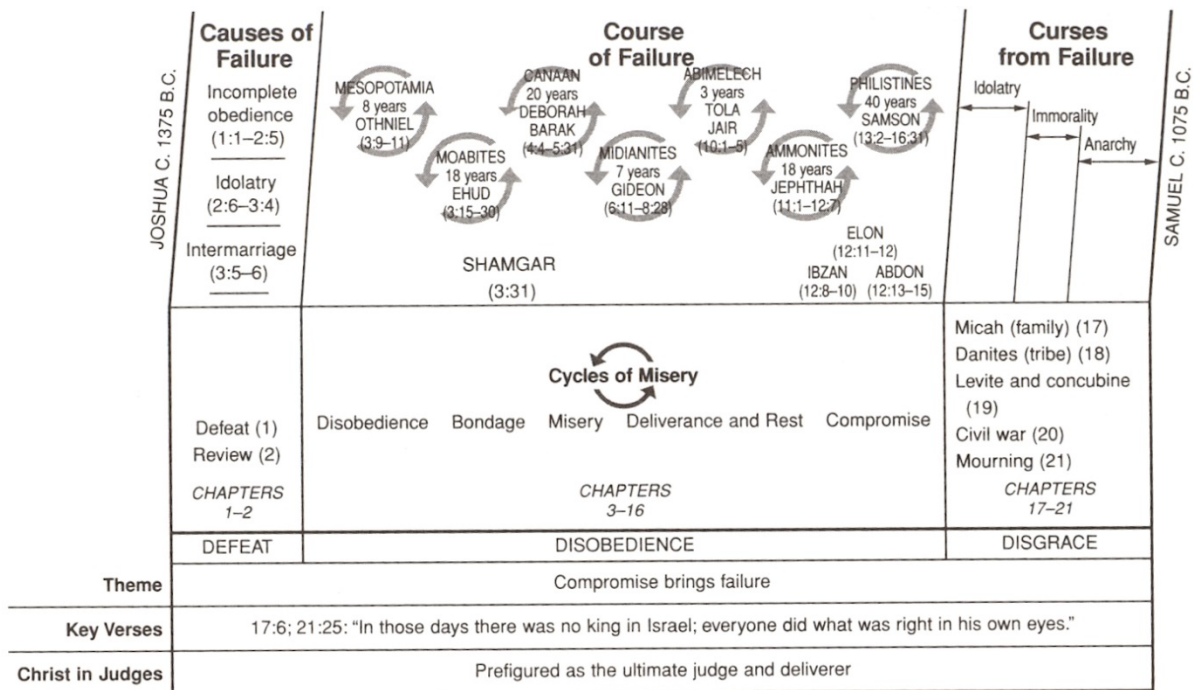 JOSHUA C. 1375 B.C.
Causes of
Failure
Incomplete
obedience
(1:1–2:5)
Idolatry
(2:6–3:4)
Intermarriage
(3:5–6)
Course
of Failure
MESOPOTAMIA
8 years
OTHNIEL
(3:9–11)
MOABITES
18 years
EHUD
(3:15–30)
CANAAN
20 years
DEBORAH
BARAK
(4:4–5:31)
MIDIANITES
7 years
GIDEON
(6:11–8:28)
ABIMELECH
3 years
TOLA
JAIR
(10:1–5)
AMMONITES
18 years
JEPHTHAH
(11:1–12:7)
PHILISTINES
40 years
SAMSON
(13:2–16:31)
SHAMGAR
(3:31)
ELON
(12:11–12)
IBZAN
(12:8–10)
ABDON
(12:13–15)
Curses
from Failure
Idolatry
Immorality
Anarchy
SAMUEL C. 1075 B.C.
Defeat (1)
Review (2)
CHAPTERS
1–2
Cycles of Misery
Disobedience Bondage Misery Deliverance and Rest Compromise
CHAPTERS
3–16
Micah (family) (17)
Danites (tribe) (18)
Levite and concubine
(19)
Civil war (20)
Mourning (21)
CHAPTERS
17–21
DEFEAT DISOBEDIENCE DISGRACE
Theme Compromise brings failure
Key Verses 17:6; 21:25: “In those days there was no king in Israel; everyone did what was right in his own eyes.”
Christ in Judges Prefigured as the ultimate judge and deliverer